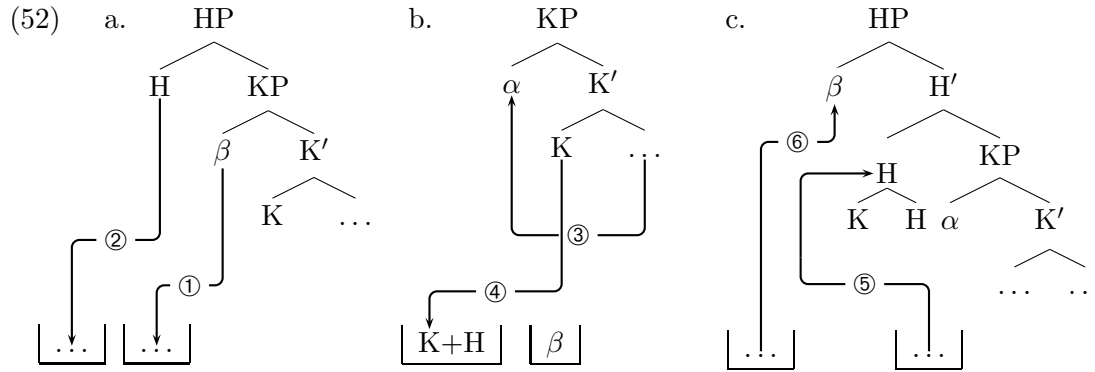 (52) a. HP b. KP c. HP
H KP α K′ β H′
β K′ K … KP
K … H
K H α K′
② ③
① ④ ⑤ … ..
⑥
… … K+H β … …